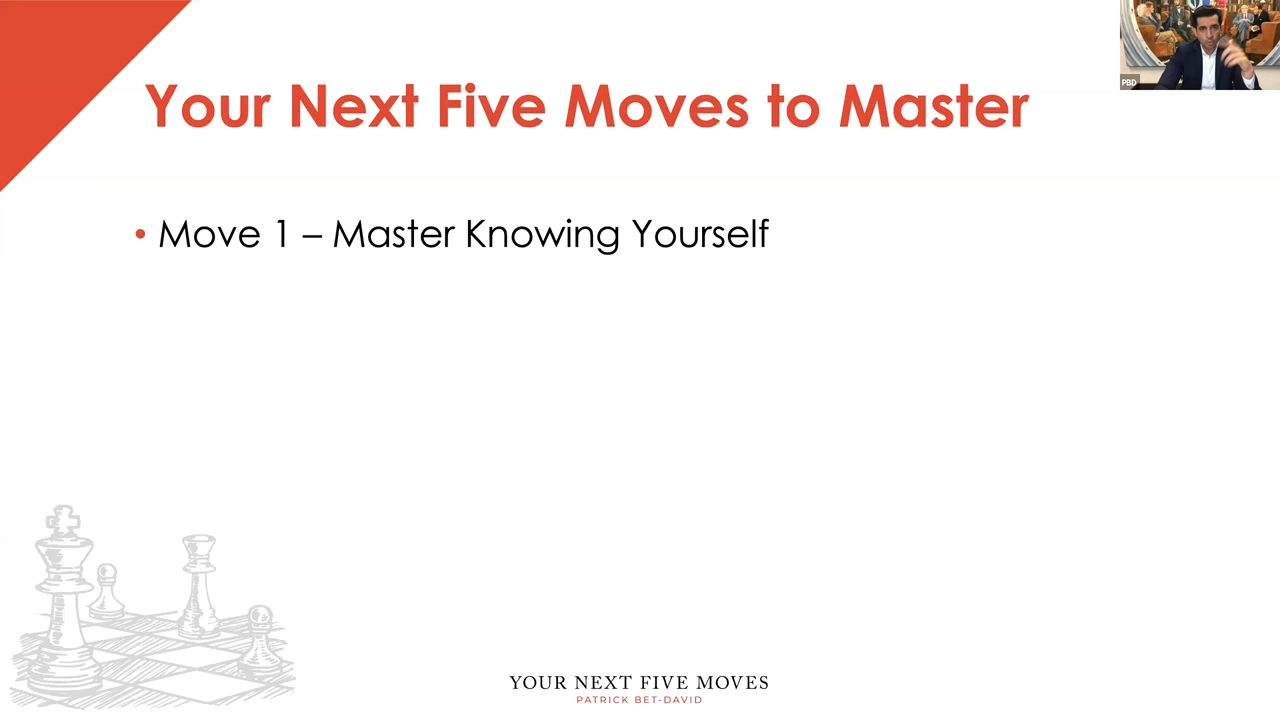 PBD
Your Next Five Moves to Master
• Move 1 – Master Knowing Yourself
YOUR NEXT FIVE MOVES
PATRICK BET-DAVID